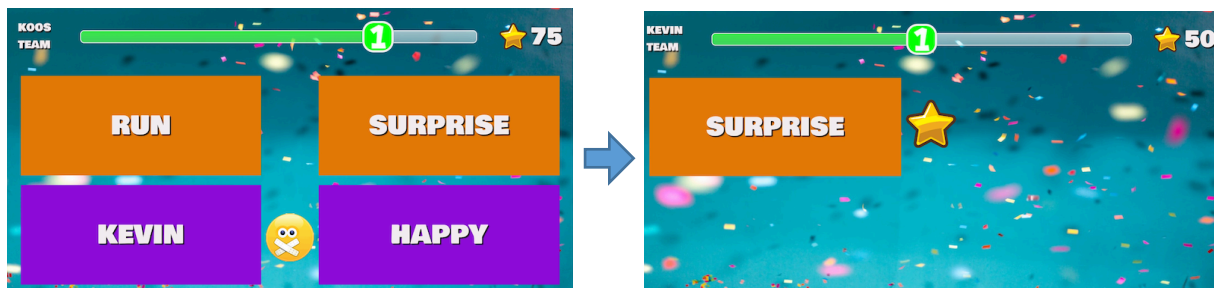 KOOS
TEAM
1
75
RUN
SURPRISE
KEVIN
HAPPY
KEVIN
TEAM
1
50
SURPRISE